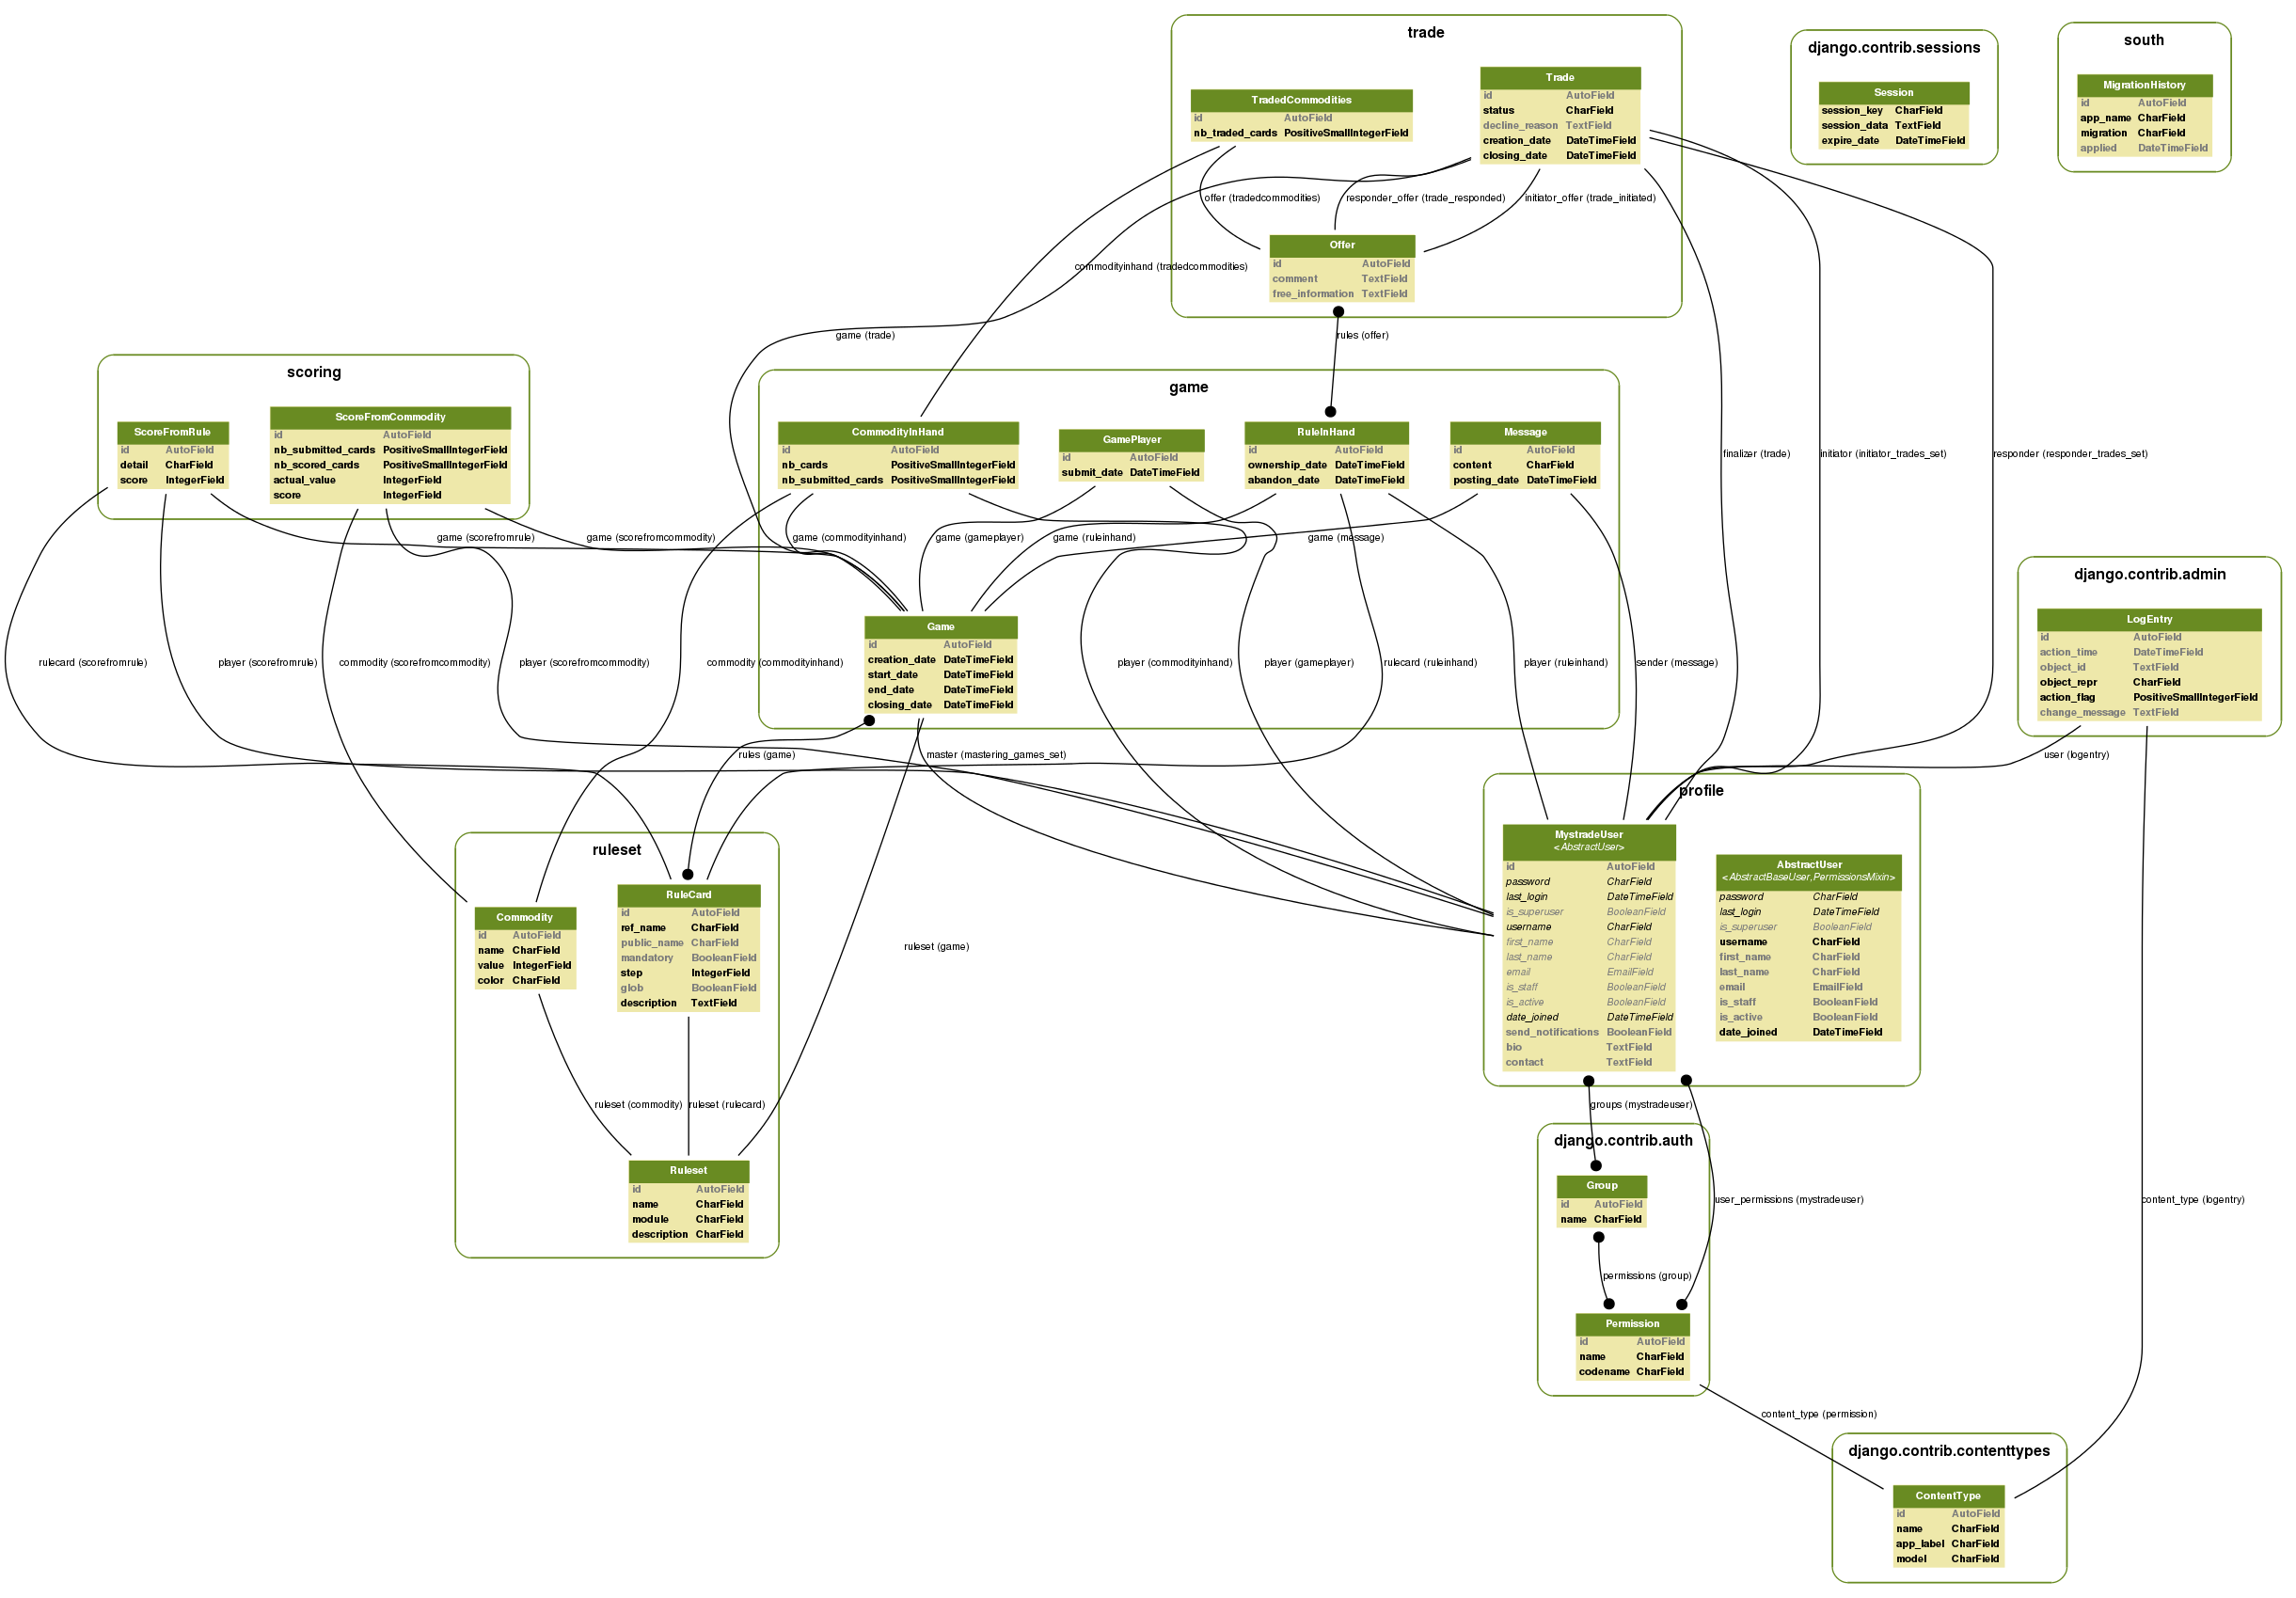 trade
TradedCommodities
id AutoField
nb_traded_cards PositiveSmallIntegerField
Trade
id AutoField
status CharField
decline_reason TextField
creation_date DateTimeField
closing_date DateTimeField
offer (tradedcommodities)
responder_offer (trade_responded)
initiator_offer (trade_initiated)
Offer
id AutoField
comment TextField
free_information TextField
django.contrib.sessions
Session
session_key CharField
session_data TextField
expire_date DateTimeField
south
MigrationHistory
id AutoField
app_name CharField
migration CharField
applied DateTimeField
commodityinhand (tradedcommodities)
game (trade)
rules (offer)
scoring
ScoreFromRule
id AutoField
detail CharField
score IntegerField
ScoreFromCommodity
id AutoField
nb_submitted_cards PositiveSmallIntegerField
nb_scored_cards PositiveSmallIntegerField
actual_value IntegerField
score IntegerField
game
CommodityInHand
id AutoField
nb_cards PositiveSmallIntegerField
nb_submitted_cards PositiveSmallIntegerField
GamePlayer
id AutoField
submit_date DateTimeField
RuleInHand
id AutoField
ownership_date DateTimeField
abandon_date DateTimeField
Message
id AutoField
content CharField
posting_date DateTimeField
finalizer (trade)
initiator (initiator_trades_set)
responder (responder_trades_set)
game (scorefromrule)
game (scorefromcommodity)
game (commodityinhand)
game (gameplayer)
game (ruleinhand)
game (message)
Game
id AutoField
creation_date DateTimeField
start_date DateTimeField
end_date DateTimeField
closing_date DateTimeField
rulecard (scorefromrule)
player (scorefromrule)
commodity (scorefromcommodity)
player (scorefromcommodity)
commodity (commodityinhand)
player (commodityinhand)
player (gameplayer)
rulecard (ruleinhand)
player (ruleinhand)
sender (message)
django.contrib.admin
LogEntry
id AutoField
action_time DateTimeField
object_id TextField
object_repr CharField
action_flag PositiveSmallIntegerField
change_message TextField
rules (game)
master (mastering_games_set)
user (logentry)
profile
MystradeUser
<AbstractUser>
id AutoField
password CharField
last_login DateTimeField
is_superuser BooleanField
username CharField
first_name CharField
last_name CharField
email EmailField
is_staff BooleanField
is_active BooleanField
date_joined DateTimeField
send_notifications BooleanField
bio TextField
contact TextField
AbstractUser
<AbstractBaseUser,PermissionsMixin>
password CharField
last_login DateTimeField
is_superuser BooleanField
username CharField
first_name CharField
last_name CharField
email EmailField
is_staff BooleanField
is_active BooleanField
date_joined DateTimeField
ruleset
Commodity
id AutoField
name CharField
value IntegerField
color CharField
RuleCard
id AutoField
ref_name CharField
public_name CharField
mandatory BooleanField
step IntegerField
glob BooleanField
description TextField
ruleset (game)
ruleset (commodity)
ruleset (rulecard)
Ruleset
id AutoField
name CharField
module CharField
description CharField
groups (mystradeuser)
django.contrib.auth
Group
id AutoField
name CharField
user_permissions (mystradeuser)
content_type (logentry)
permissions (group)
Permission
id AutoField
name CharField
codename CharField
content_type (permission)
django.contrib.contenttypes
ContentType
id AutoField
name CharField
app_label CharField
model CharField